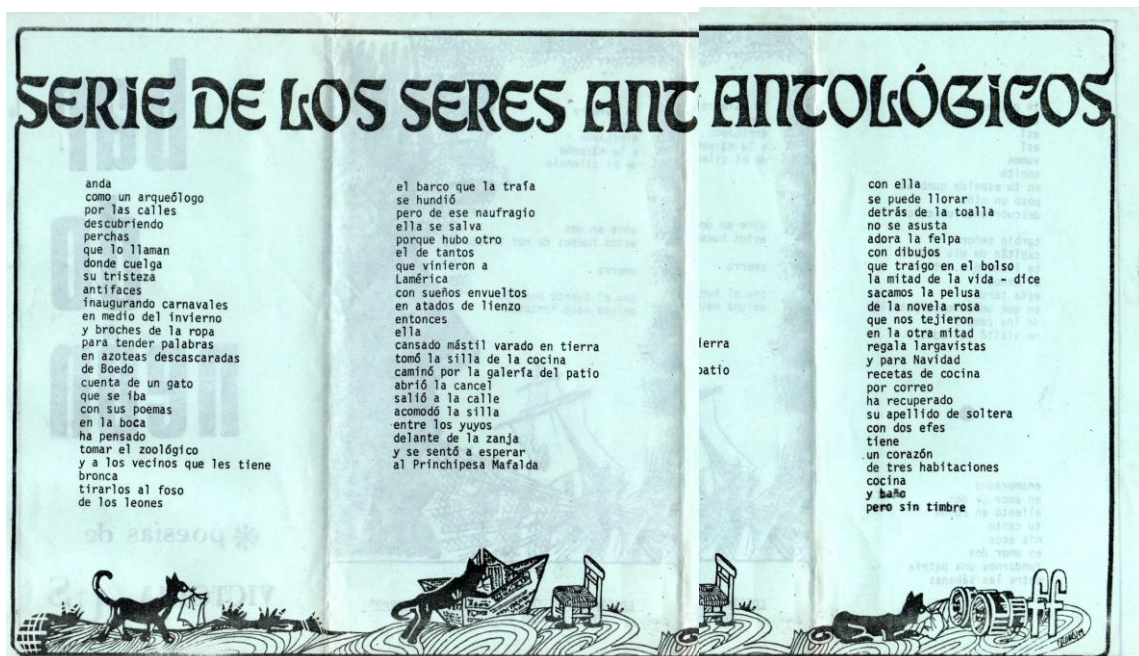 SERIE DE LOS SERES ANT ANTOLÓGICOS
anda
como un arqueólogo
por las calles
descubriendo
perchas
que lo llaman
donde cuelga
su tristeza
antifaces
inaugurando carnavales
en medio del invierno
y broches de la ropa
para tender palabras
en azoteas descascaradas
de Boedo
cuenta de un gato
que se iba
con sus poemas
en la boca
ha pensado
tomar el zoológico
y a los vecinos que les tiene
bronca
tirarlos al foso
de los leones
el barco que la traía
se hundió
pero de ese naufragio
ella se salva
porque hubo otro
el de tantos
que vinieron a
Lamérica
con sueños envueltos
en atados de lienzo
entonces
ella
cansado mástil varado en tierra
tomó la silla de la cocina
caminó por la galería del patio
abrió la cancel
salió a la calle
acomodó la silla
entre los yuyos
delante de la zanja
y se sentó a esperar
al Princhipesa Mafalda
ierra
patio
con ella
se puede llorar
detrás de la toalla
no se asusta
adora la felpa
con dibujos
que traigo en el bolso
la mitad de la vida - dice
sacamos la pelusa
de la novela rosa
que nos tejieron
en la otra mitad
regala largavistas
y para Navidad
recetas de cocina
por correo
ha recuperado
su apellido de soltera
con dos efes
tiene
un corazón
de tres habitaciones
cocina
y baño
pero sin timbre
ff